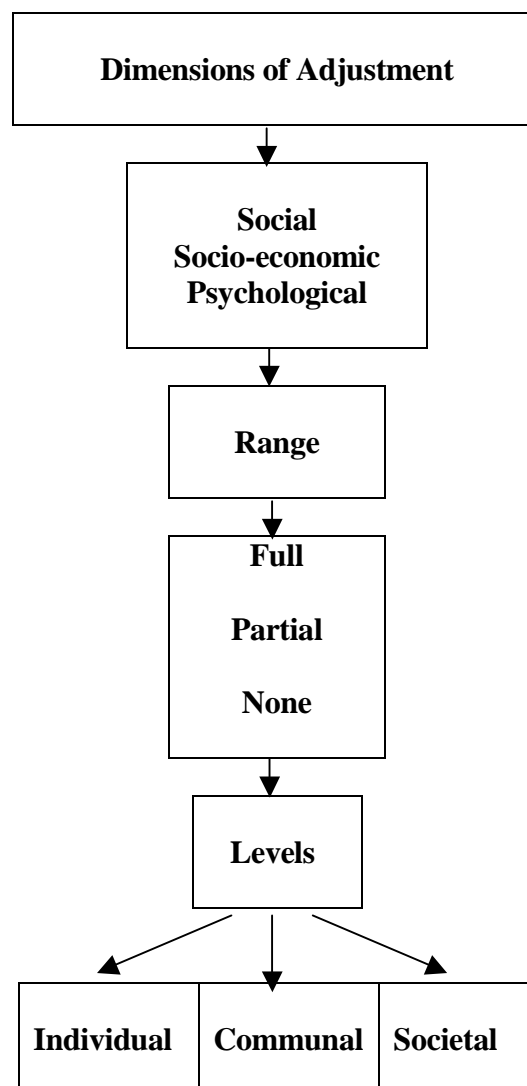 Dimensions of Adjustment
Social
Socio-economic
Psychological
Range
Full
Partial
None
Levels
Individual Communal Societal